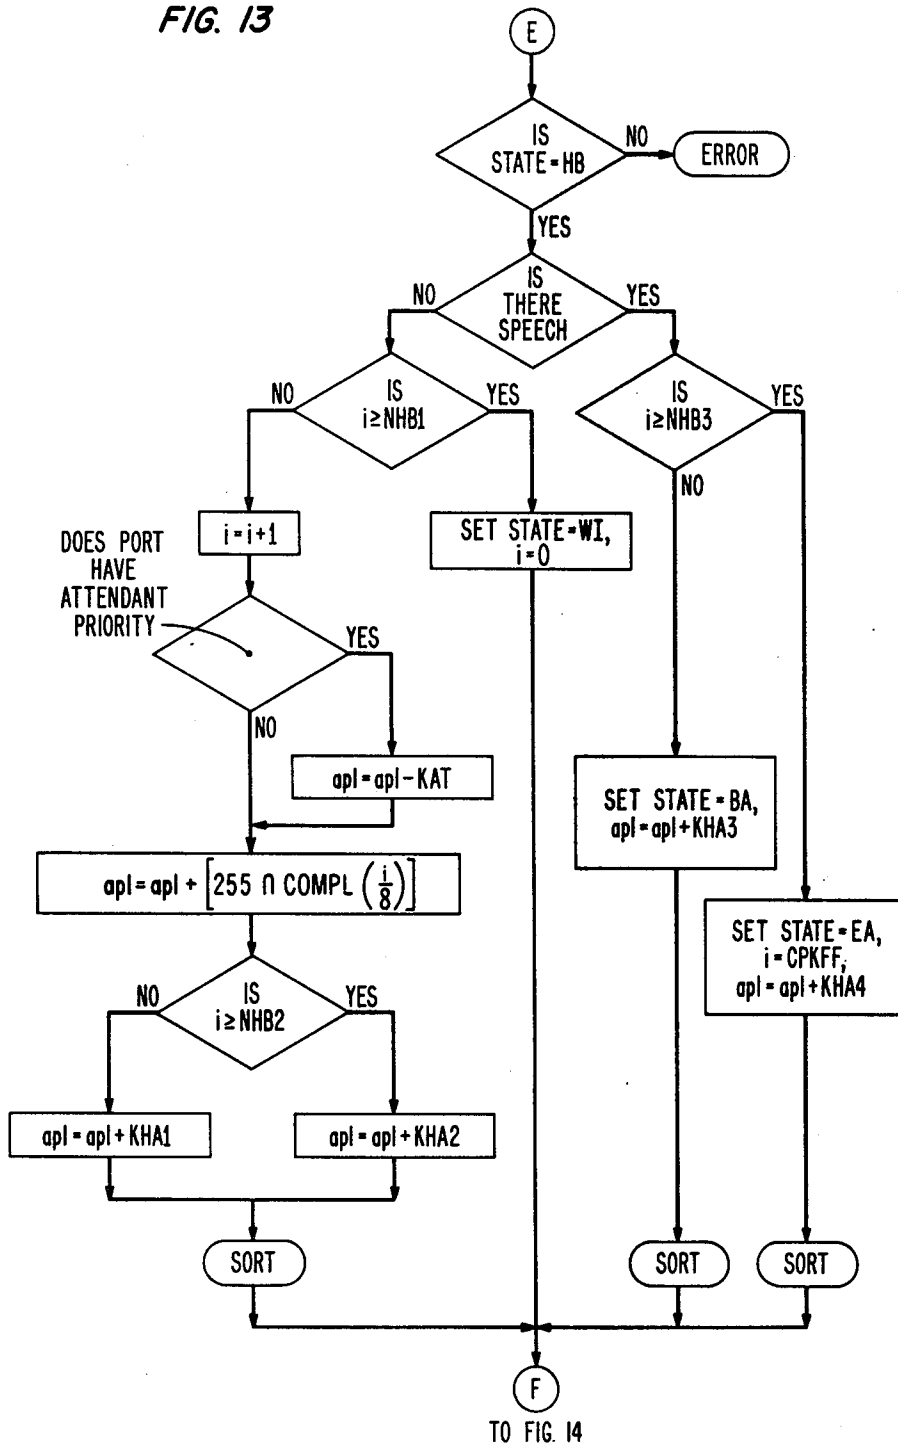 FIG. 13
E
IS
STATE=HB
NO
ERROR
YES
IS
THERE
SPEECH
NO
YES
IS
i≥NHB1
NO
YES
IS
i≥NHB3
YES
NO
i=i+1
SET STATE=WI,
i=0
DOES PORT
HAVE
ATTENDANT
PRIORITY
YES
NO
apl=apl-KAT
SET STATE=BA,
apl=apl+KHA3
apl=apl+[255 ∩ COMPL (i/8)]
SET STATE=EA,
i=CPKFF,
apl=apl+KHA4
IS
i≥NHB2
NO
YES
apl=apl+KHA1
apl=apl+KHA2
SORT
SORT
SORT
F
TO FIG. 14